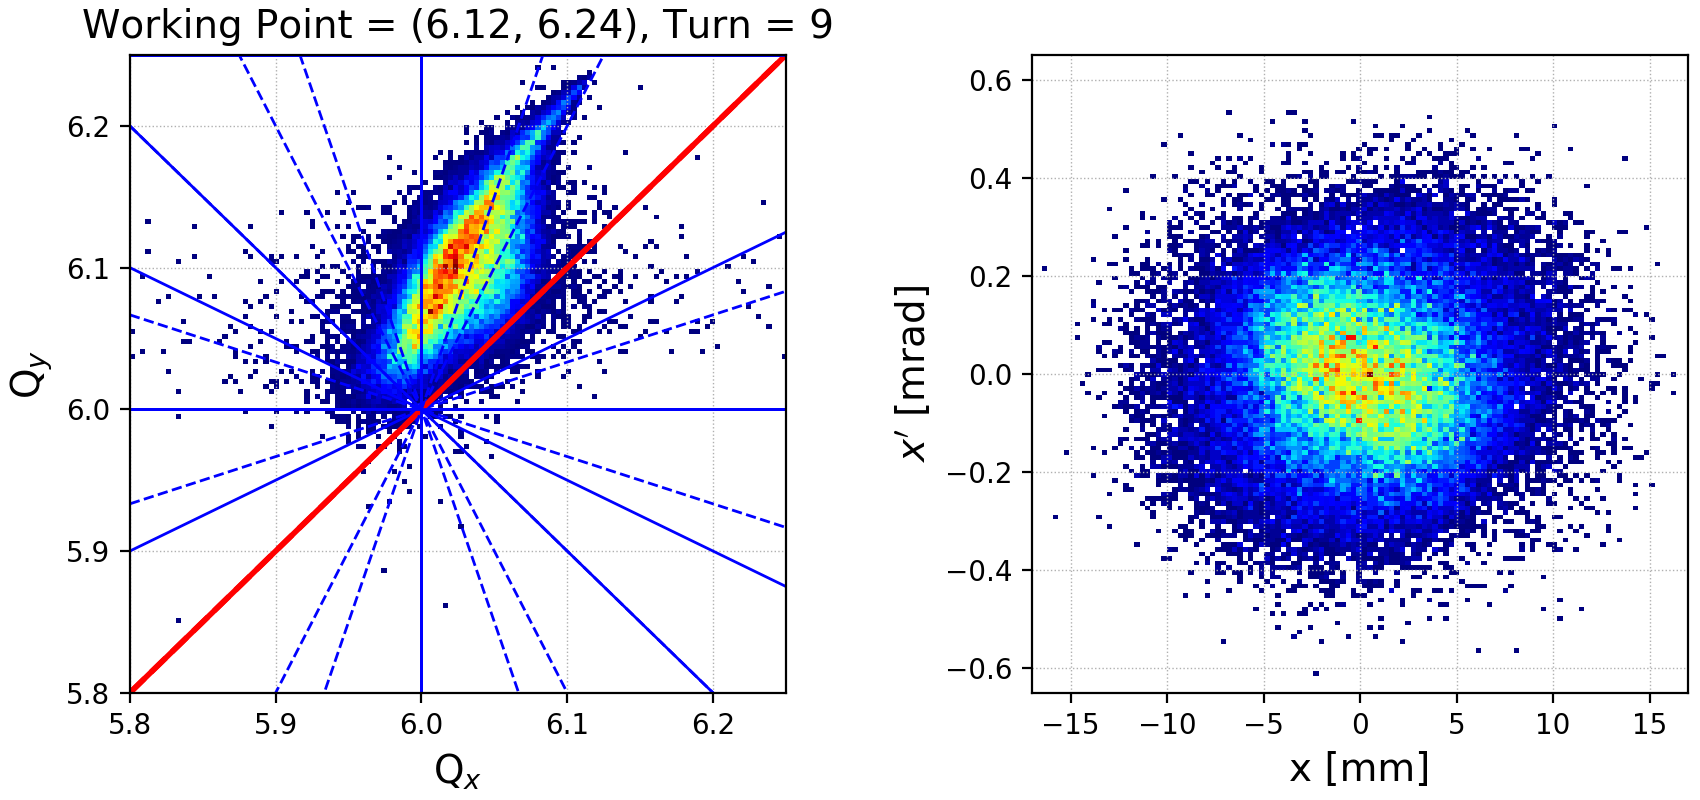 Working Point = (6.12, 6.24), Turn = 9
6.2
6.1
6.0
5.9
5.8
Q_y
5.8 5.9 6.0 6.1 6.2
Q_x
0.6
0.4
0.2
0.0
−0.2
−0.4
−0.6
x′ [mrad]
−15 −10 −5 0 5 10 15
x [mm]